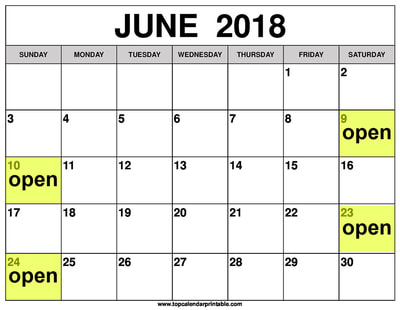 JUNE 2018
SUNDAY MONDAY TUESDAY WEDNESDAY THURSDAY FRIDAY SATURDAY
1 2
3 4 5 6 7 8 9
open
10 11 12 13 14 15 16
open
17 18 19 20 21 22 23
open
24 25 26 27 28 29 30
open
www.topcalendarprintable.com